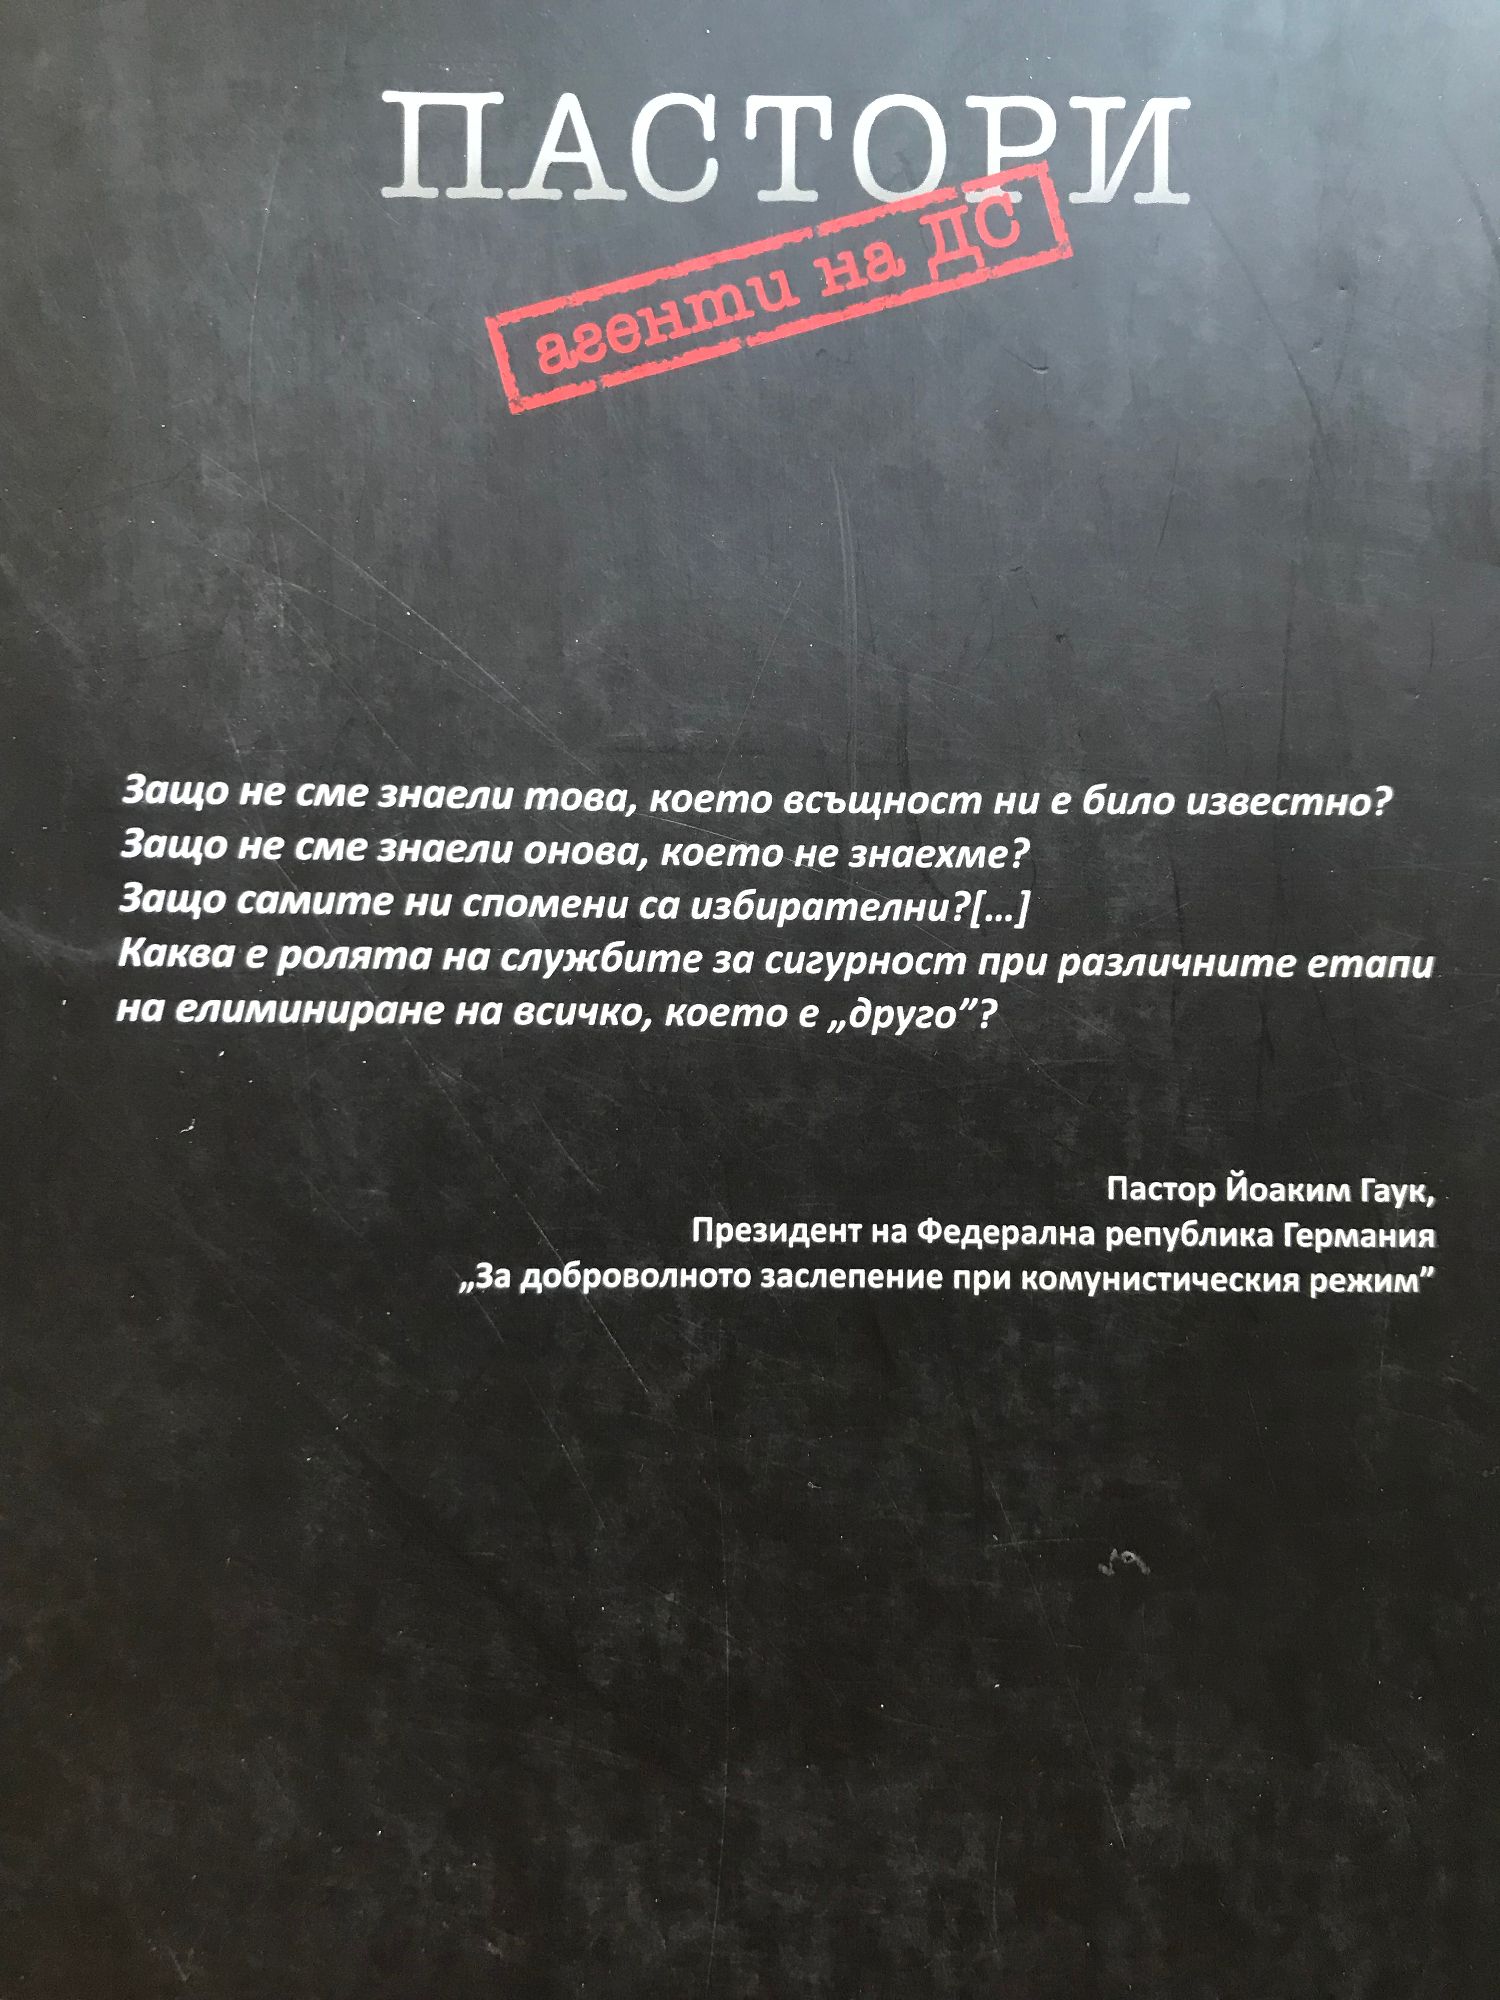 ПАСТОРИ
агенти на ДС
Защо не сме знаели това, което всъщност ни е било известно?
Защо не сме знаели онова, което не знаехме?
Защо самите ни спомени са избирателни?[...]
Каква е ролята на службите за сигурност при различните етапи
на елиминиране на всичко, което е „друго”?
Пастор Йоаким Гаук,
Президент на Федерална република Германия
„За доброволното заслепение при комунистическия режим”